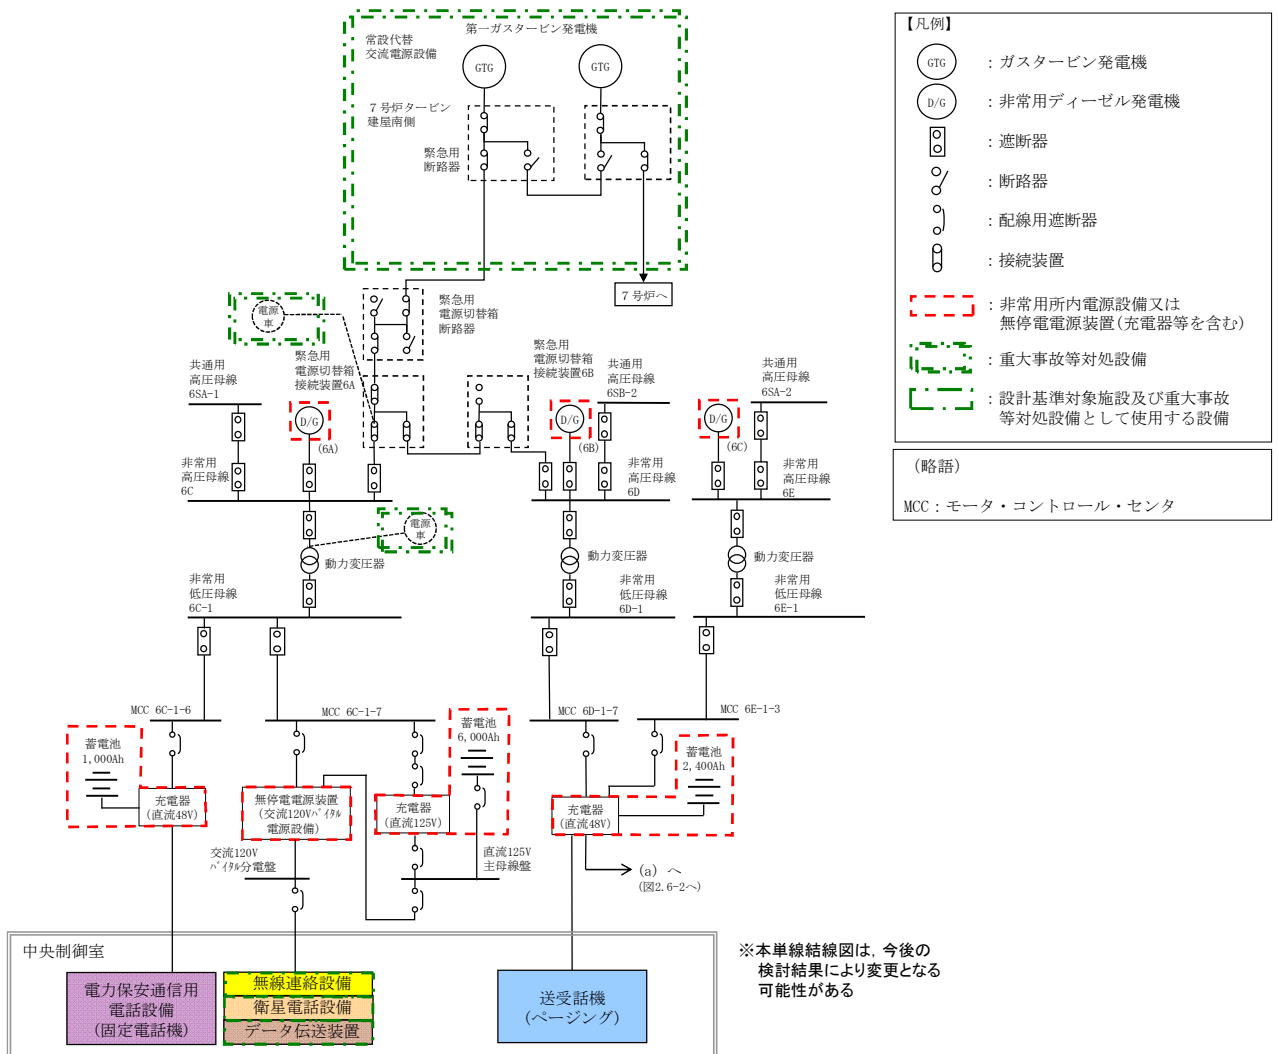 第一ガスタービン発電機
常設代替
交流電源設備
GTG
GTG
７号炉タービン
建屋南側
緊急用
断路器
７号炉へ
電源
車
緊急用
電源切替箱
断路器
緊急用
電源切替箱
接続装置6A
緊急用
電源切替箱
接続装置6B
共通用
高圧母線
6SA-1
共通用
高圧母線
6SB-2
共通用
高圧母線
6SA-2
D/G
(6A)
D/G
(6B)
D/G
(6C)
非常用
高圧母線
6C
非常用
高圧母線
6D
非常用
高圧母線
6E
電源
車
動力変圧器
動力変圧器
動力変圧器
非常用
低圧母線
6C-1
非常用
低圧母線
6D-1
非常用
低圧母線
6E-1
MCC 6C-1-6
MCC 6C-1-7
MCC 6D-1-7
MCC 6E-1-3
蓄電池
1,000Ah
蓄電池
6,000Ah
蓄電池
2,400Ah
充電器
(直流48V)
無停電電源装置
(交流120Vﾊﾞｲﾀﾙ
電源設備)
充電器
(直流125V)
充電器
(直流48V)
交流120V
ﾊﾞｲﾀﾙ分電盤
直流125V
主母線盤
(a) へ
(図2.6-2へ)
中央制御室
電力保安通信用
電話設備
(固定電話機)
無線連絡設備
衛星電話設備
データ伝送装置
送受話機
(ページング)
※本単線結線図は，今後の
検討結果により変更となる
可能性がある
【凡例】
GTG
：ガスタービン発電機
D/G
：非常用ディーゼル発電機
：遮断器
：断路器
：配線用遮断器
：接続装置
：非常用所内電源設備又は
無停電電源装置(充電器等を含む)
：重大事故等対処設備
：設計基準対象施設及び重大事故
等対処設備として使用する設備
（略語）
MCC：モータ・コントロール・センタ